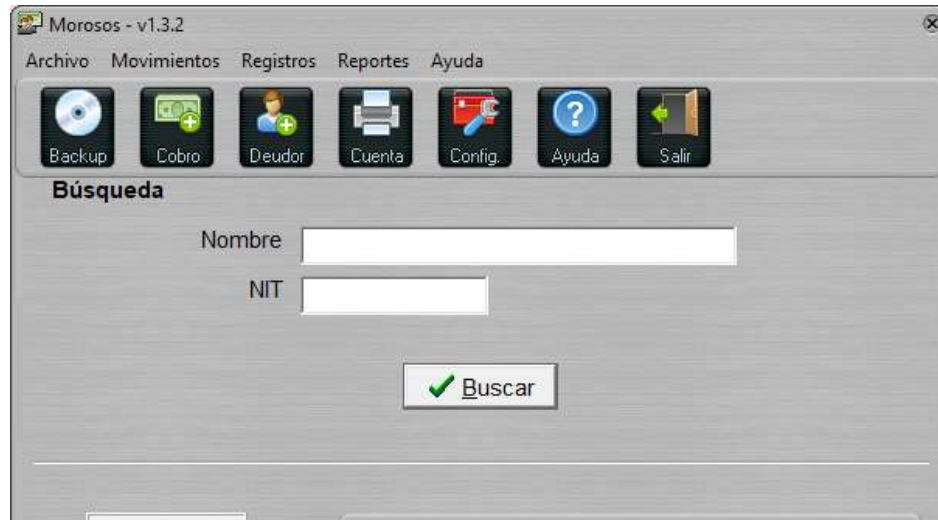 Morosos - v1.3.2
Archivo Movimientos Registros Reportes Ayuda
Backup Cobro Deudor Cuenta Config. Ayuda Salir
Búsqueda
Nombre
NIT
Buscar